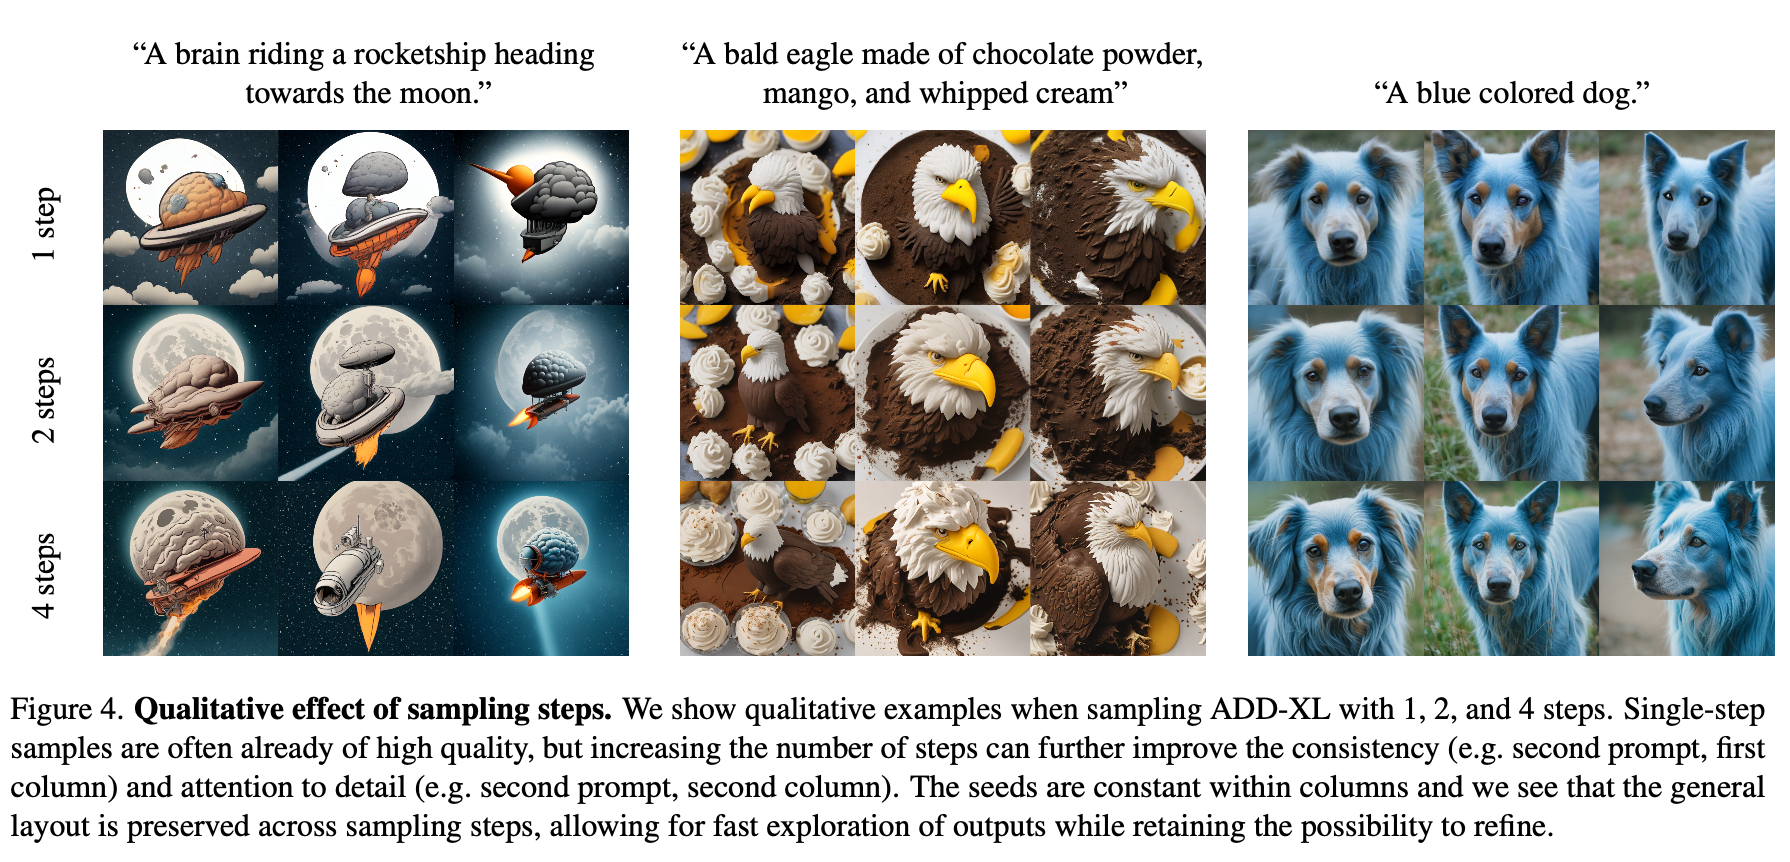 “A brain riding a rocketship heading
towards the moon.”
“A bald eagle made of chocolate powder,
mango, and whipped cream”
“A blue colored dog.”
1 step
2 steps
4 steps
Figure 4. Qualitative effect of sampling steps. We show qualitative examples when sampling ADD-XL with 1, 2, and 4 steps. Single-step
samples are often already of high quality, but increasing the number of steps can further improve the consistency (e.g. second prompt, first
column) and attention to detail (e.g. second prompt, second column). The seeds are constant within columns and we see that the general
layout is preserved across sampling steps, allowing for fast exploration of outputs while retaining the possibility to refine.